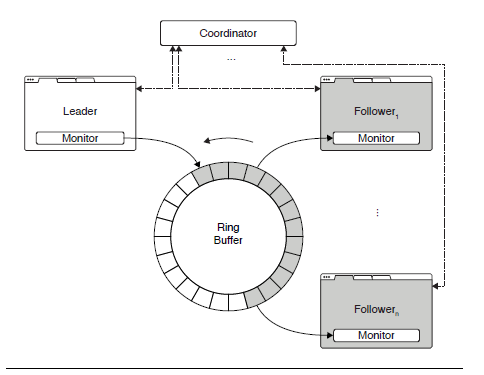 Coordinator
...
Leader
Monitor
Follower1
Monitor
Ring
Buffer
...
Followern
Monitor